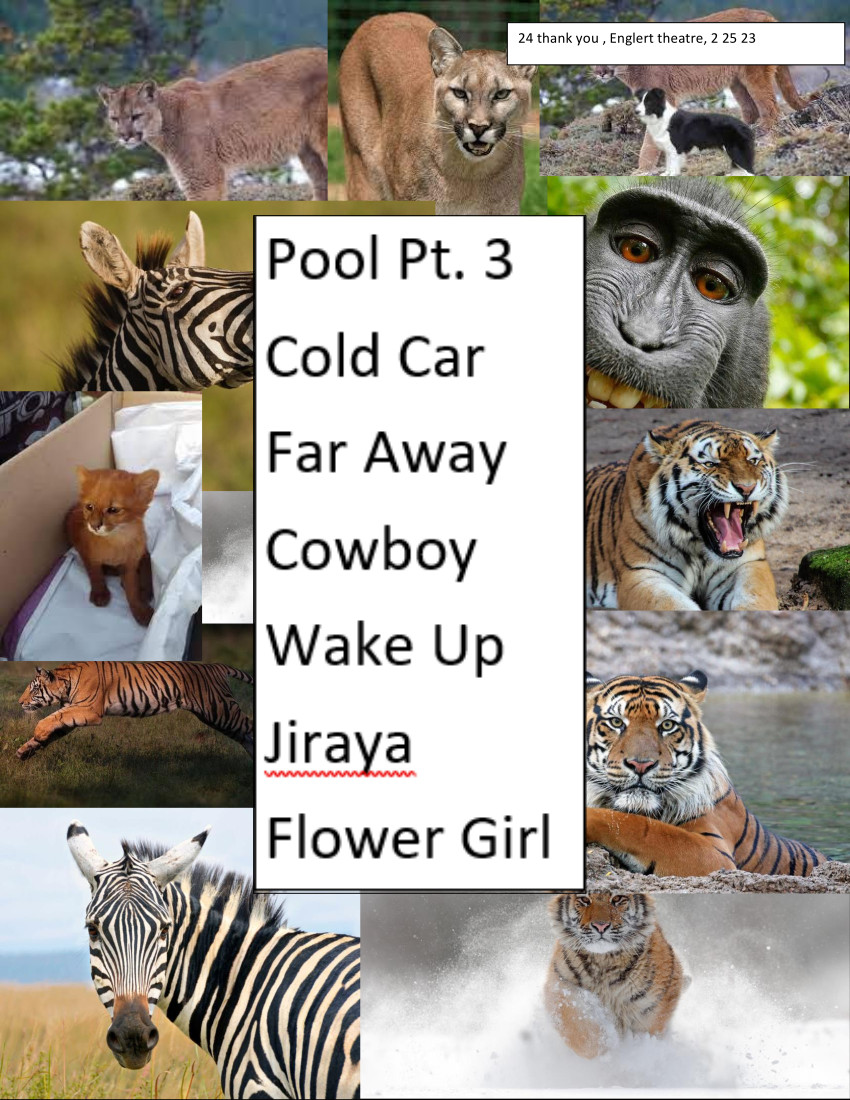 24 thank you , Englert theatre, 2 25 23
Pool Pt. 3
Cold Car
Far Away
Cowboy
Wake Up
Jiraya
Flower Girl